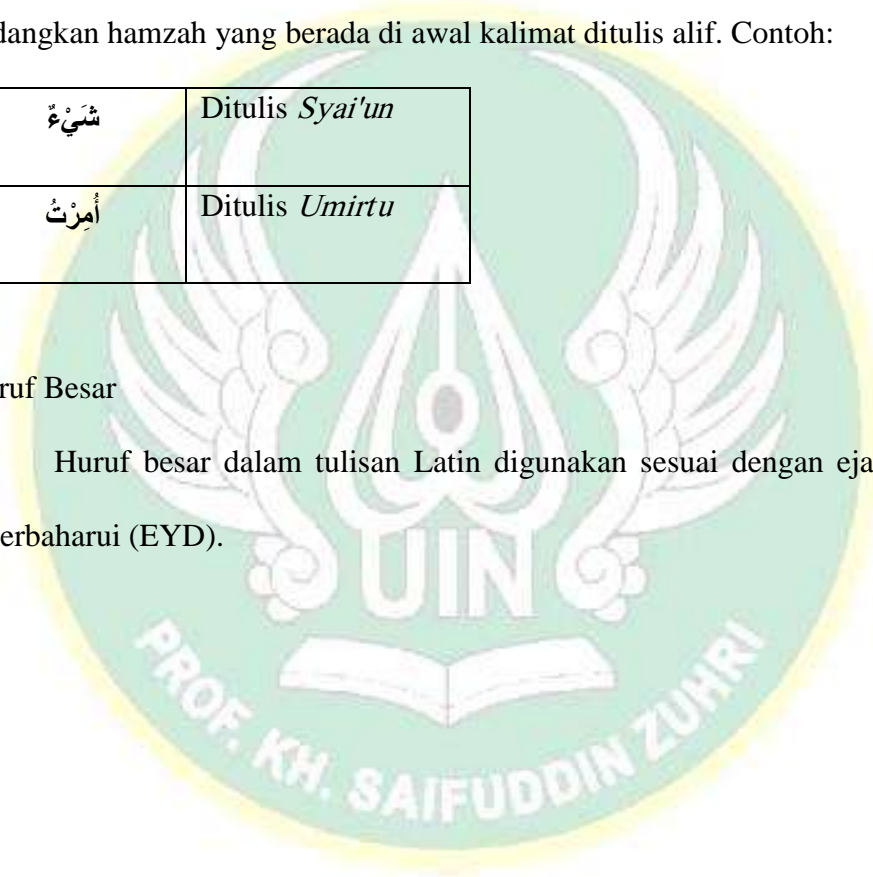 dangkan hamzah yang berada di awal kalimat ditulis alif. Contoh:
شَيْءٌ Ditulis Syai'un
أُمِرْتُ Ditulis Umirtu
ruf Besar
Huruf besar dalam tulisan Latin digunakan sesuai dengan eja
erbaharui (EYD).
UIN
PROF. KH. SAIFUDDIN ZUHRI